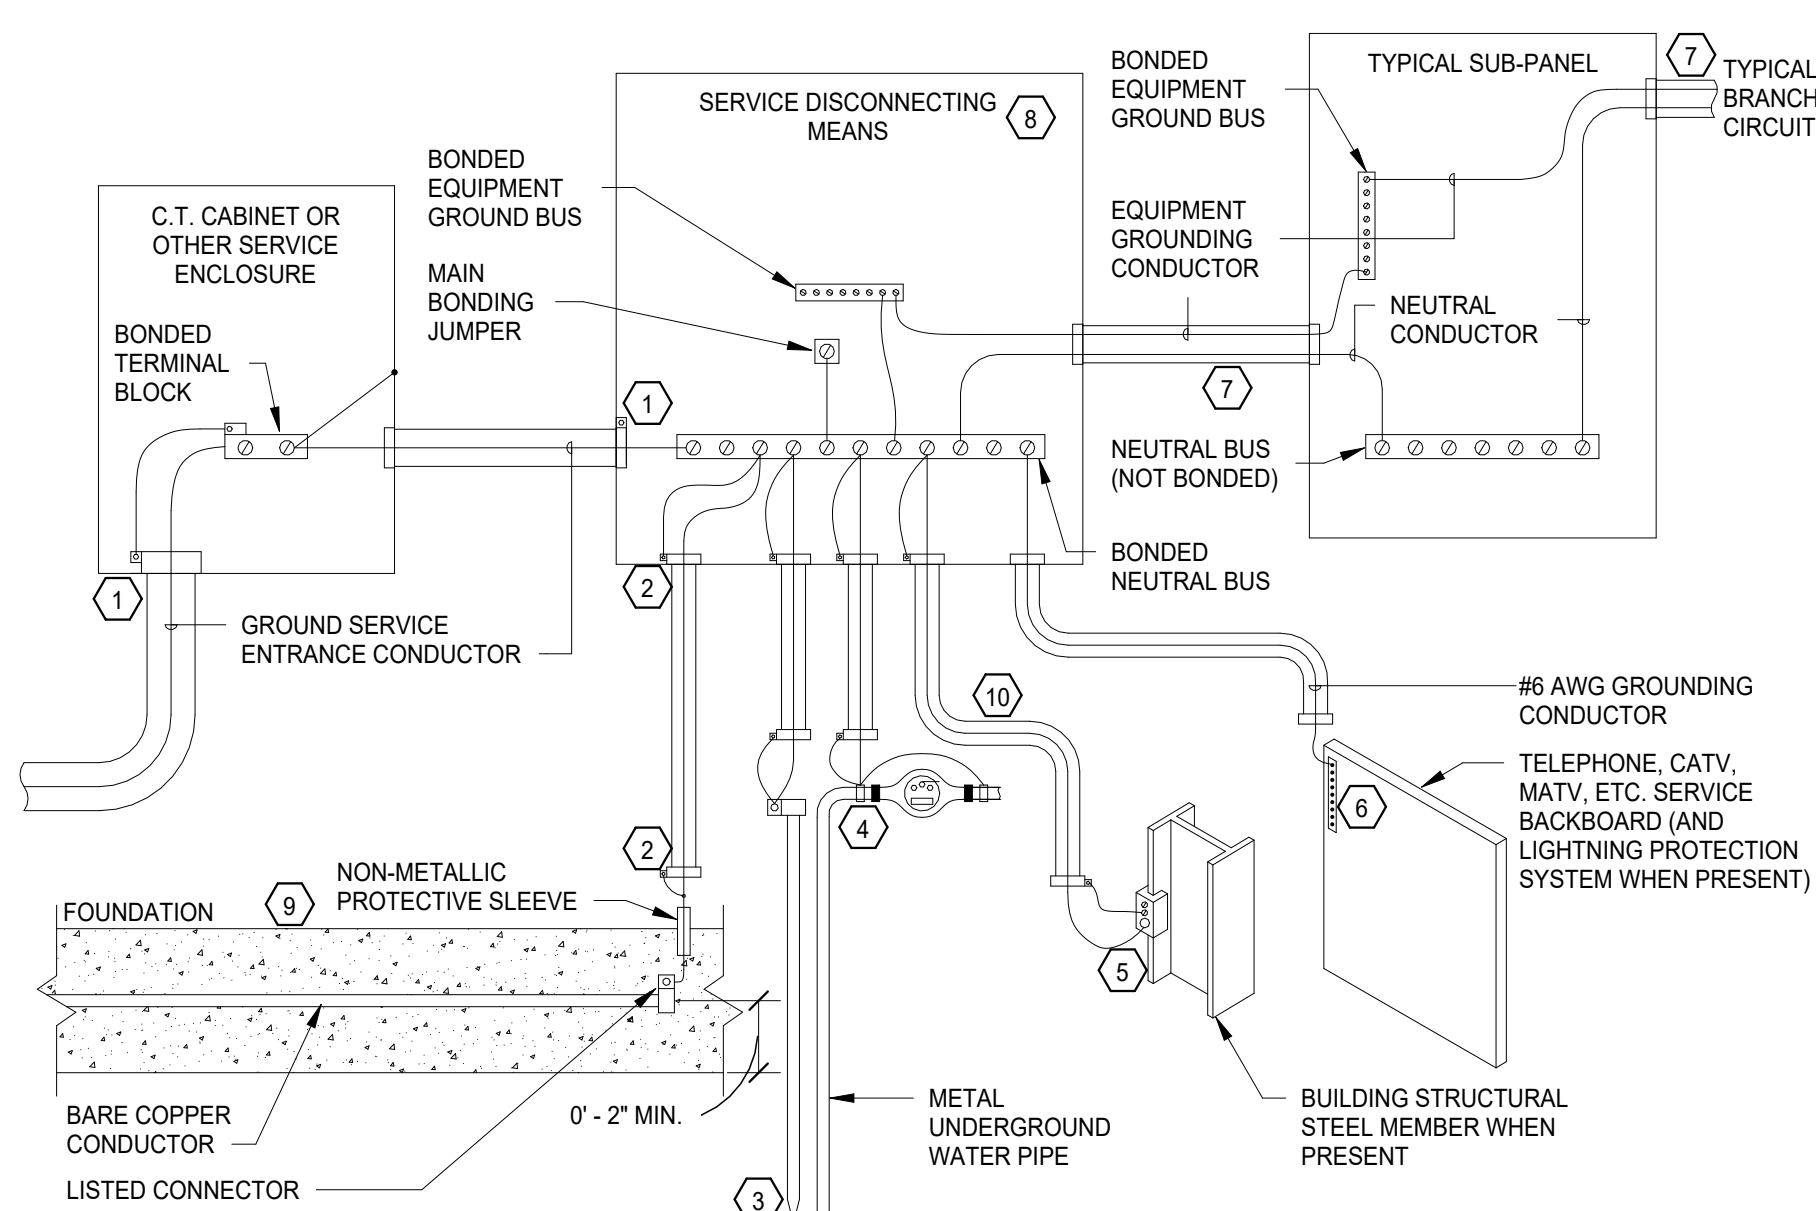 BONDED
EQUIPMENT
GROUND BUS
TYPICAL SUB-PANEL
7
TYPICAL
BRANCH
CIRCUIT
SERVICE DISCONNECTING
MEANS
8
BONDED
EQUIPMENT
GROUND BUS
C.T. CABINET OR
OTHER SERVICE
ENCLOSURE
EQUIPMENT
GROUNDING
CONDUCTOR
MAIN
BONDING
JUMPER
NEUTRAL
CONDUCTOR
BONDED
TERMINAL
BLOCK
1
7
NEUTRAL BUS
(NOT BONDED)
BONDED
NEUTRAL BUS
1
2
GROUND SERVICE
ENTRANCE CONDUCTOR
10
#6 AWG GROUNDING
CONDUCTOR
TELEPHONE, CATV,
MATV, ETC. SERVICE
BACKBOARD (AND
LIGHTNING PROTECTION
SYSTEM WHEN PRESENT)
6
4
2
NON-METALLIC
PROTECTIVE SLEEVE
9
FOUNDATION
5
BARE COPPER
CONDUCTOR
0' - 2" MIN.
METAL
UNDERGROUND
WATER PIPE
BUILDING STRUCTURAL
STEEL MEMBER WHEN
PRESENT
LISTED CONNECTOR
3